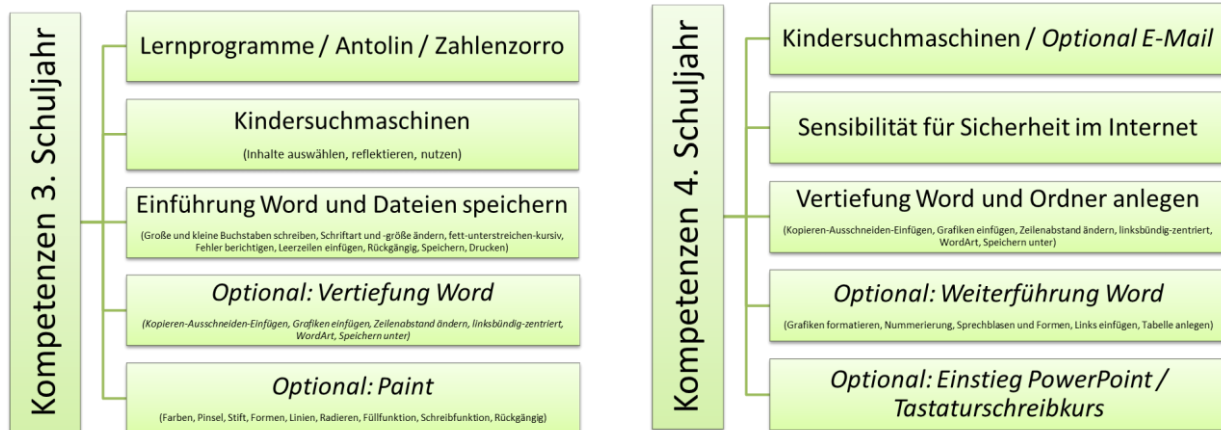 Kompetenzen 3. Schuljahr
Lernprogramme / Antolin / Zahlenzorro
Kindersuchmaschinen
(Inhalte auswählen, reflektieren, nutzen)
Einführung Word und Dateien speichern
(Große und kleine Buchstaben schreiben, Schriftart und -größe ändern, fett-unterstreichen-kursiv,
Fehler berichtigen, Leerzeilen einfügen, Rückgängig, Speichern, Drucken)
Optional: Vertiefung Word
(Kopieren-Ausschneiden-Einfügen, Grafiken einfügen, Zeilenabstand ändern, linksbündig-zentriert,
WordArt, Speichern unter)
Optional: Paint
(Farben, Pinsel, Stift, Formen, Linien, Radieren, Füllfunktion, Schreibfunktion, Rückgängig)
Kompetenzen 4. Schuljahr
Kindersuchmaschinen / Optional E-Mail
Sensibilität für Sicherheit im Internet
Vertiefung Word und Ordner anlegen
(Kopieren-Ausschneiden-Einfügen, Grafiken einfügen, Zeilenabstand ändern, linksbündig-zentriert,
WordArt, Speichern unter)
Optional: Weiterführung Word
(Grafiken formatieren, Nummerierung, Sprechblasen und Formen, Links einfügen, Tabelle anlegen)
Optional: Einstieg PowerPoint /
Tastaturschreibkurs